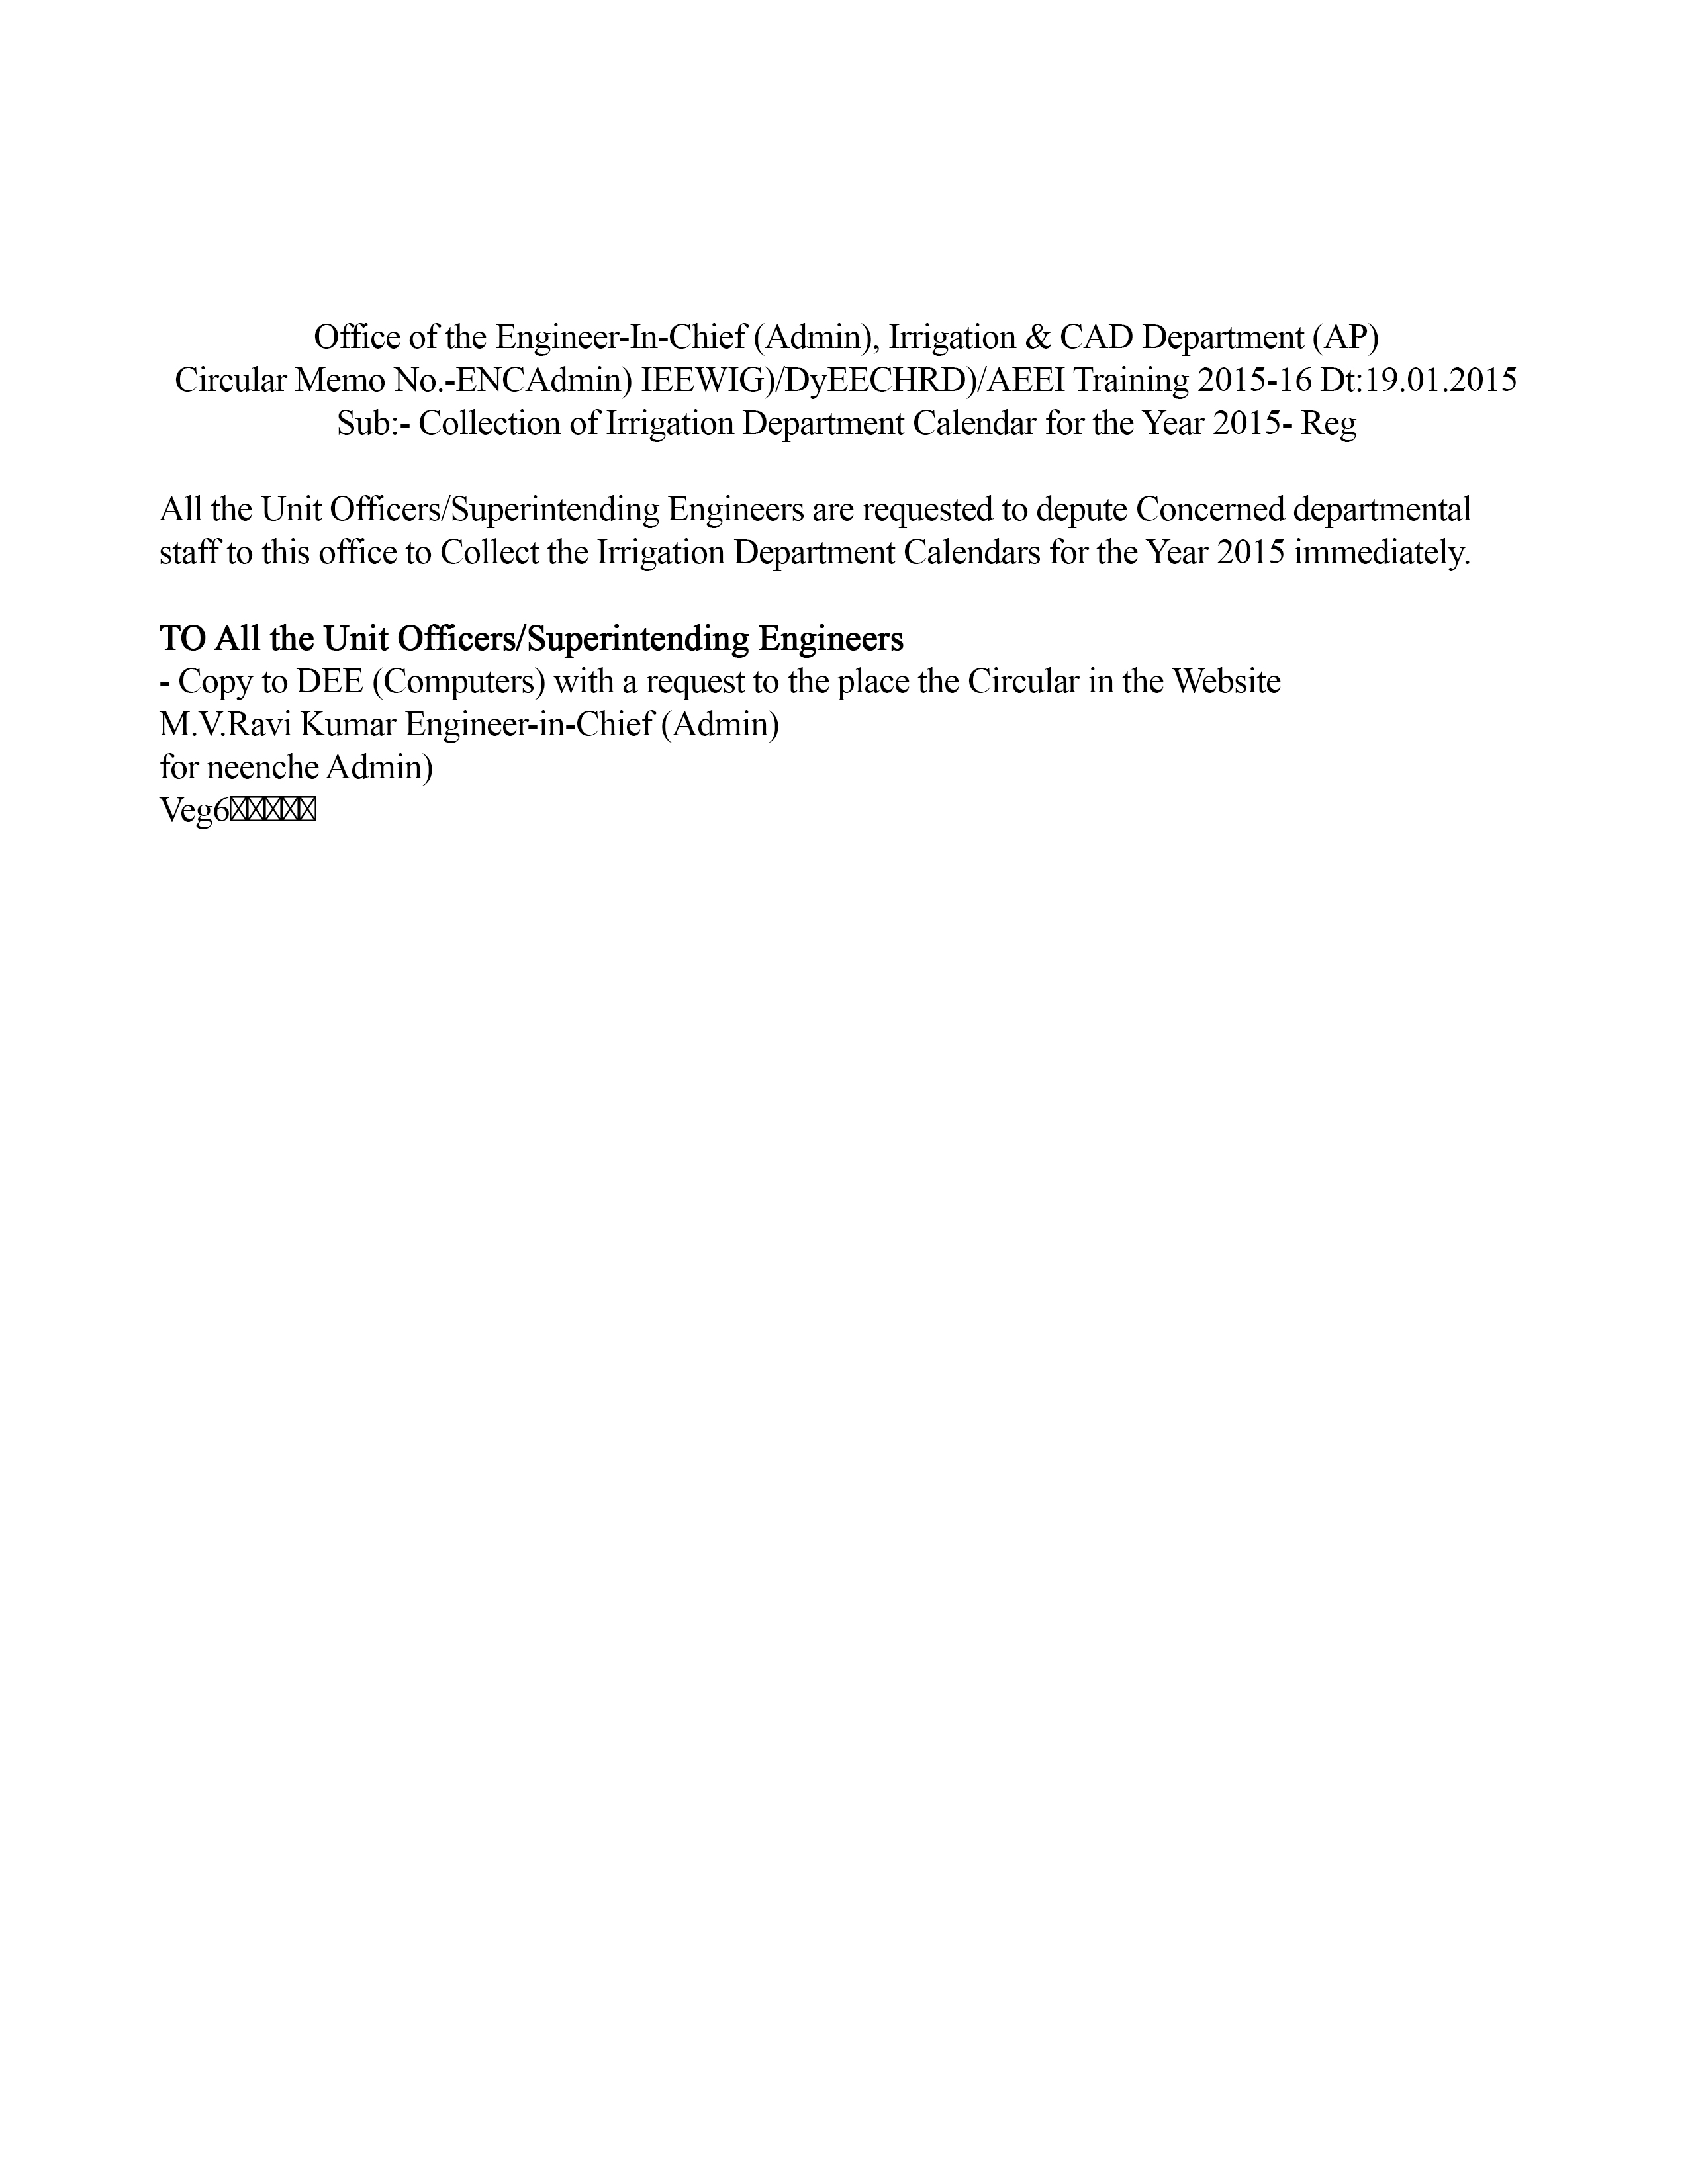 Office of the Engineer-In-Chief (Admin), Irrigation & CAD Department (AP)
Circular Memo No.-ENCAdmin) IEEWIG)/DyEECHRD)/AEEI Training 2015-16 Dt:19.01.2015
Sub:- Collection of Irrigation Department Calendar for the Year 2015- Reg
All the Unit Officers/Superintending Engineers are requested to depute Concerned departmental
staff to this office to Collect the Irrigation Department Calendars for the Year 2015 immediately.
TO All the Unit Officers/Superintending Engineers
- Copy to DEE (Computers) with a request to the place the Circular in the Website
M.V.Ravi Kumar Engineer-in-Chief (Admin)
for neenche Admin)
Veg6